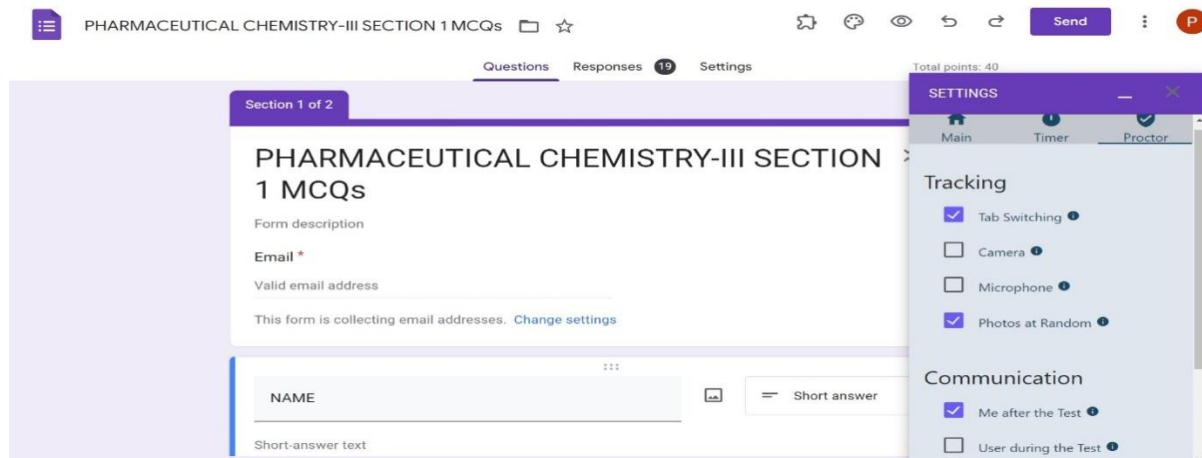 PHARMACEUTICAL CHEMISTRY-III SECTION 1 MCQs
Send
P
Questions Responses 19 Settings
Total points: 40
Section 1 of 2
PHARMACEUTICAL CHEMISTRY-III SECTION
1 MCQs
Form description
Email *
Valid email address
This form is collecting email addresses. Change settings
NAME
Short answer
Short-answer text
SETTINGS
Main Timer Proctor
Tracking
Tab Switching
Camera
Microphone
Photos at Random
Communication
Me after the Test
User during the Test